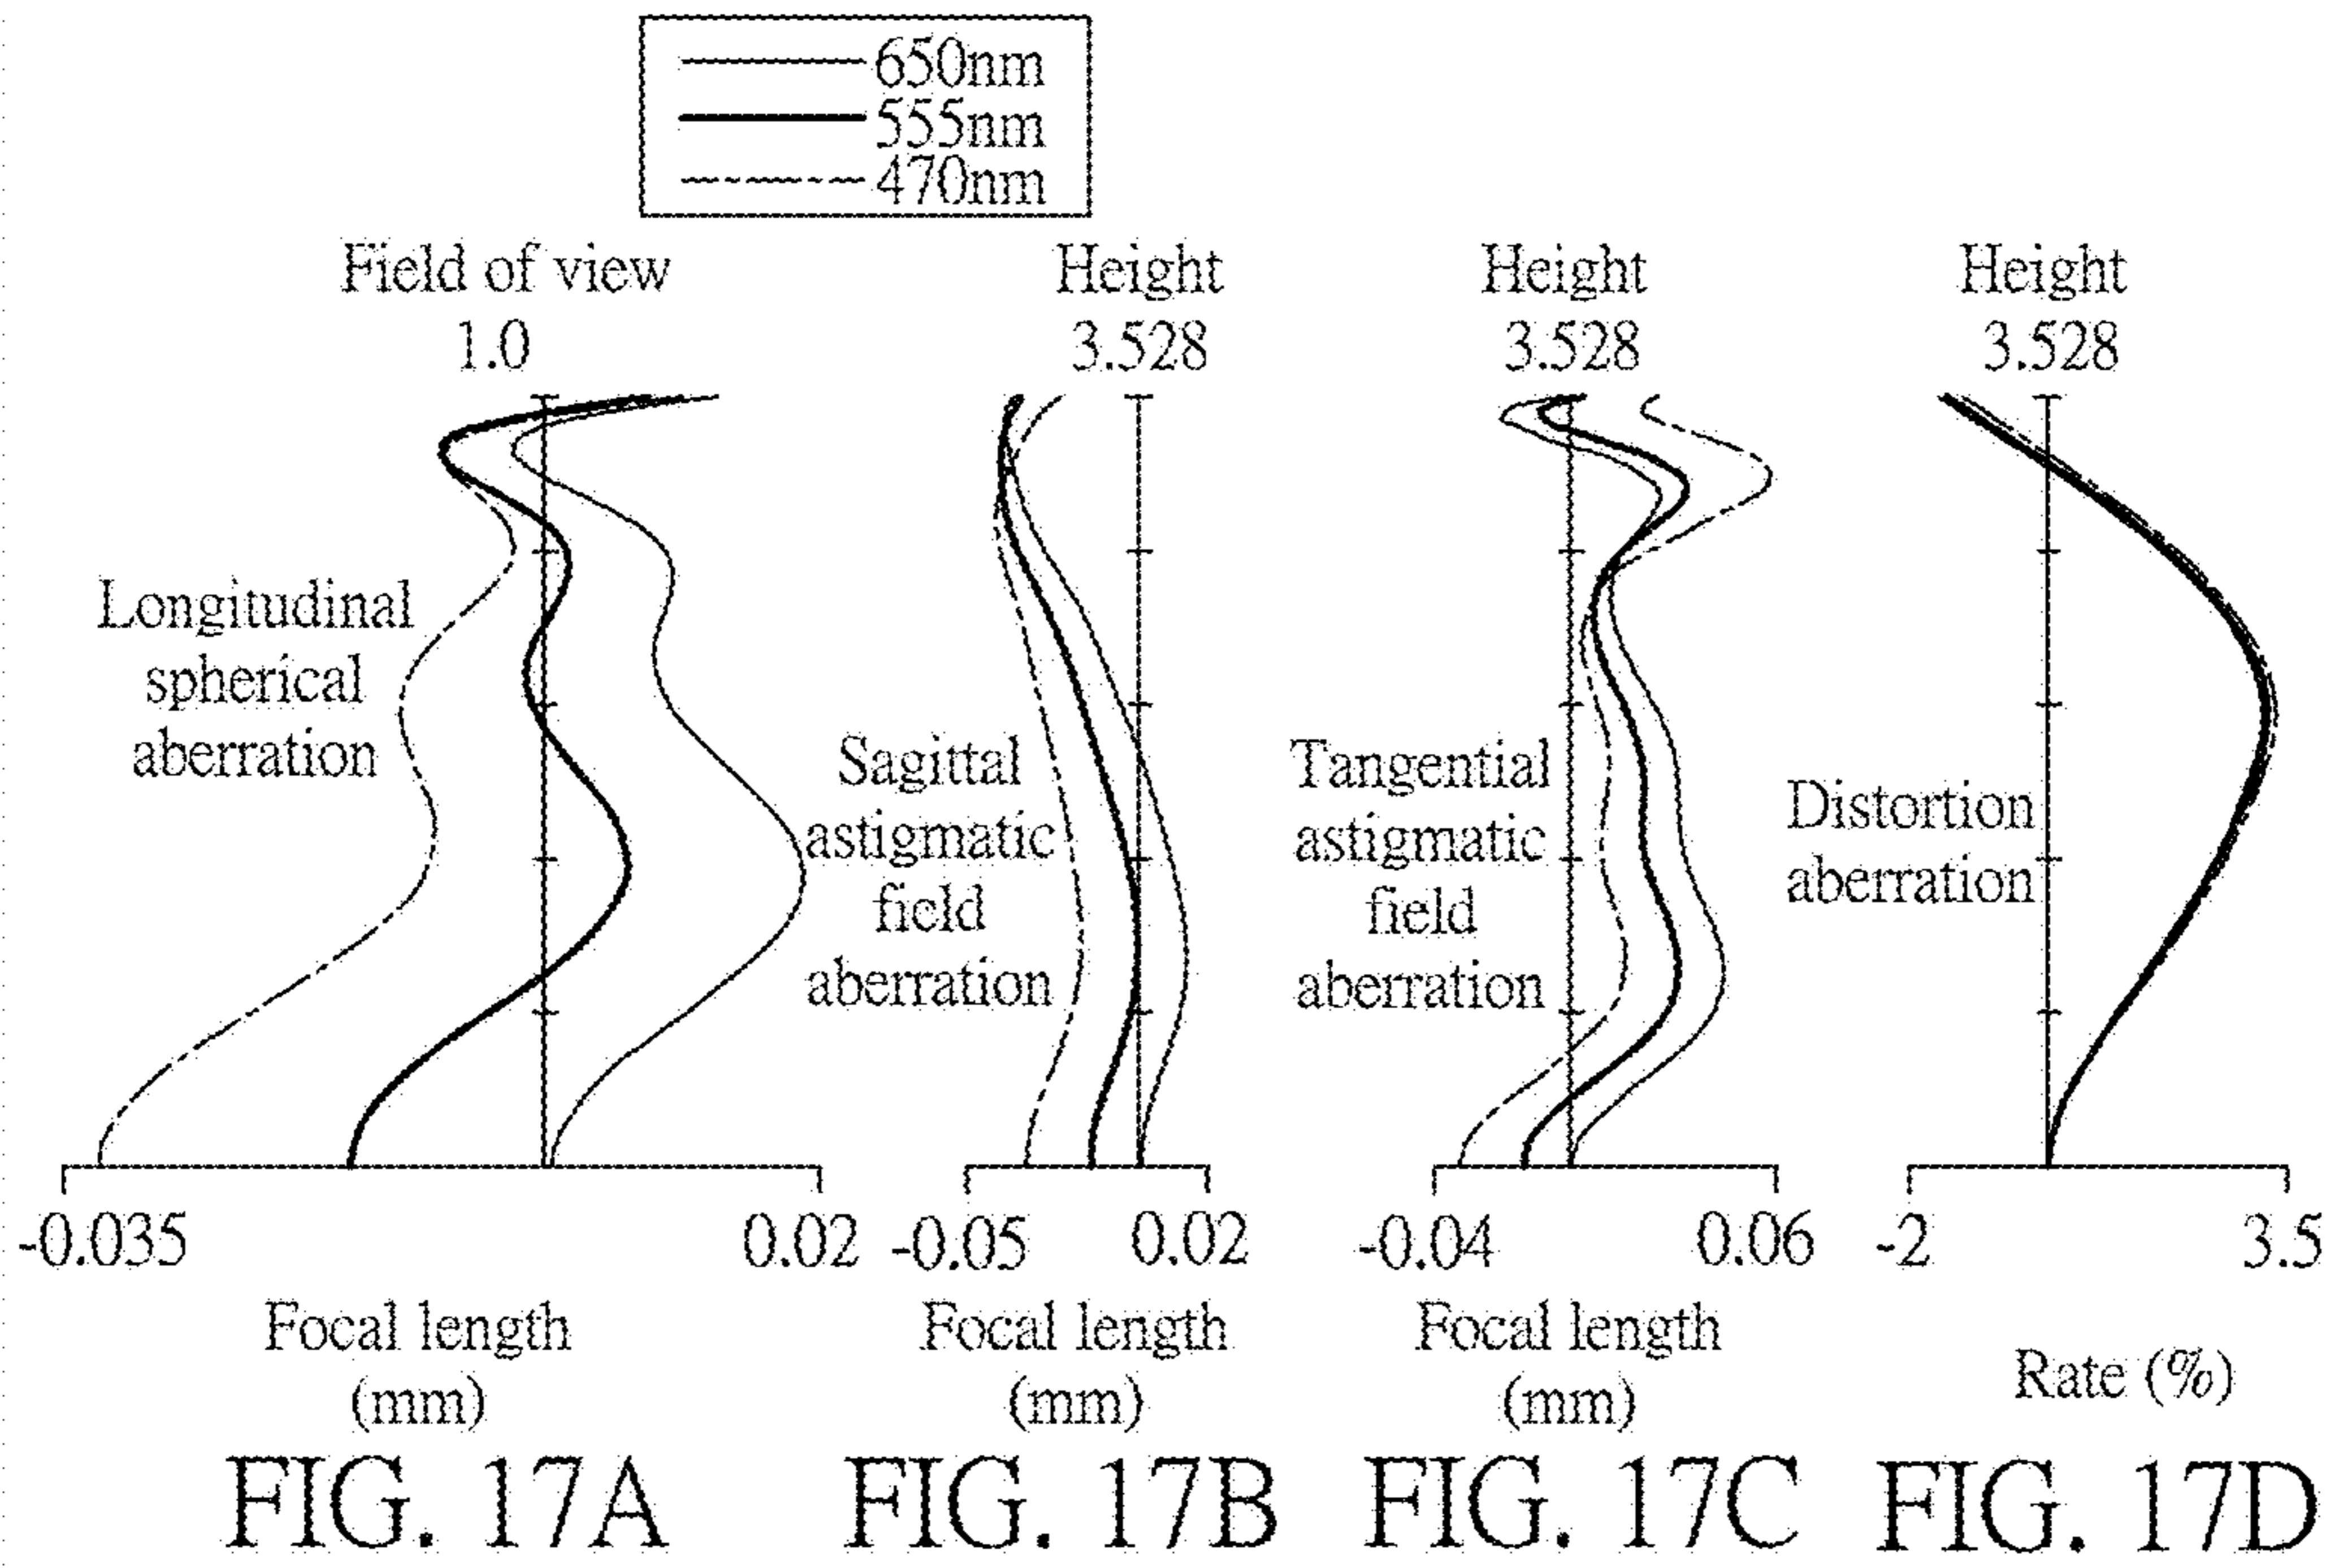 650nm
555nm
470nm
Field of view
1.0
Longitudinal
spherical
aberration
-0.035
0.02
Focal length
(mm)
FIG. 17A
Height
3.528
Sagittal
astigmatic
field
aberration
-0.05
0.02
Focal length
(mm)
FIG. 17B
Height
3.528
Tangential
astigmatic
field
aberration
-0.04
0.06
Focal length
(mm)
FIG. 17C
Height
3.528
Distortion
aberration
-2
3.5
Rate (%)
FIG. 17D